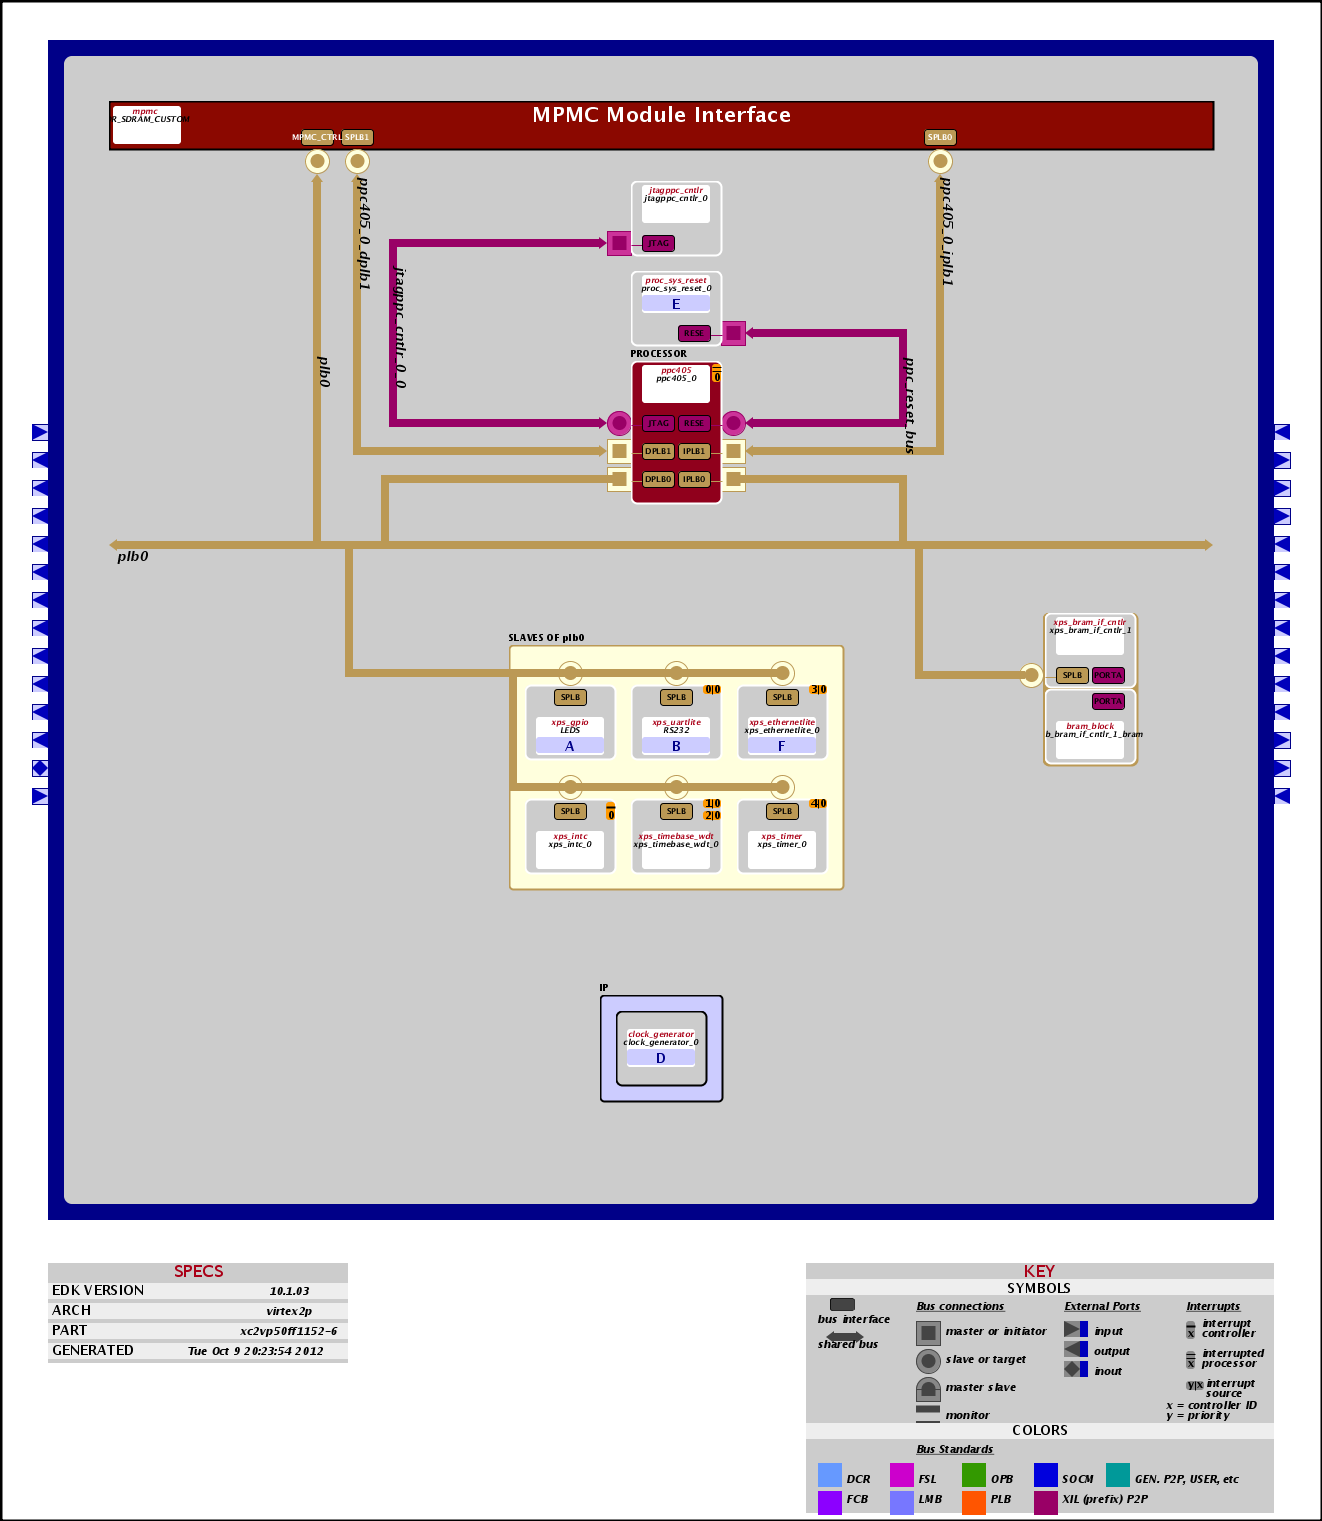 MPMC Module Interface
mpmc
R_SDRAM_CUSTOM
MPMC_CTRL
SPLB1
SPLB0
ppc405_0_dplb1
ppc405_0_iplb1
jtagppc_cntlr
jtagppc_cntlr_0
JTAG
jtagppc_cntlr_0_0
proc_sys_reset
proc_sys_reset_0
E
RESE
plb0
ppc_reset_bus
PROCESSOR
ppc405
ppc405_0
0
JTAG
RESE
DPLB1
IPLB1
DPLB0
IPLB0
plb0
SLAVES OF plb0
SPLB
xps_gpio
LEDS
A
SPLB
0|0
xps_uartlite
RS232
B
SPLB
3|0
xps_ethernetlite
xps_ethernetlite_0
F
SPLB
0
xps_intc
xps_intc_0
SPLB
1|0
2|0
xps_timebase_wdt
xps_timebase_wdt_0
SPLB
4|0
xps_timer
xps_timer_0
xps_bram_if_cntlr
xps_bram_if_cntlr_1
SPLB
PORTA
PORTA
bram_block
b_bram_if_cntlr_1_bram
IP
clock_generator
clock_generator_0
D
SPECS
EDK VERSION 10.1.03
ARCH virtex2p
PART xc2vp50ff1152-6
GENERATED Tue Oct 9 20:23:54 2012
KEY
SYMBOLS
bus interface
shared bus
Bus connections
master or initiator
slave or target
master slave
monitor
External Ports
input
output
inout
Interrupts
x
interrupt
controller
x
interrupted
processor
y|x
interrupt
source
x = controller ID
y = priority
COLORS
Bus Standards
DCR
FSL
OPB
SOCM
GEN. P2P, USER, etc
FCB
LMB
PLB
XIL (prefix) P2P